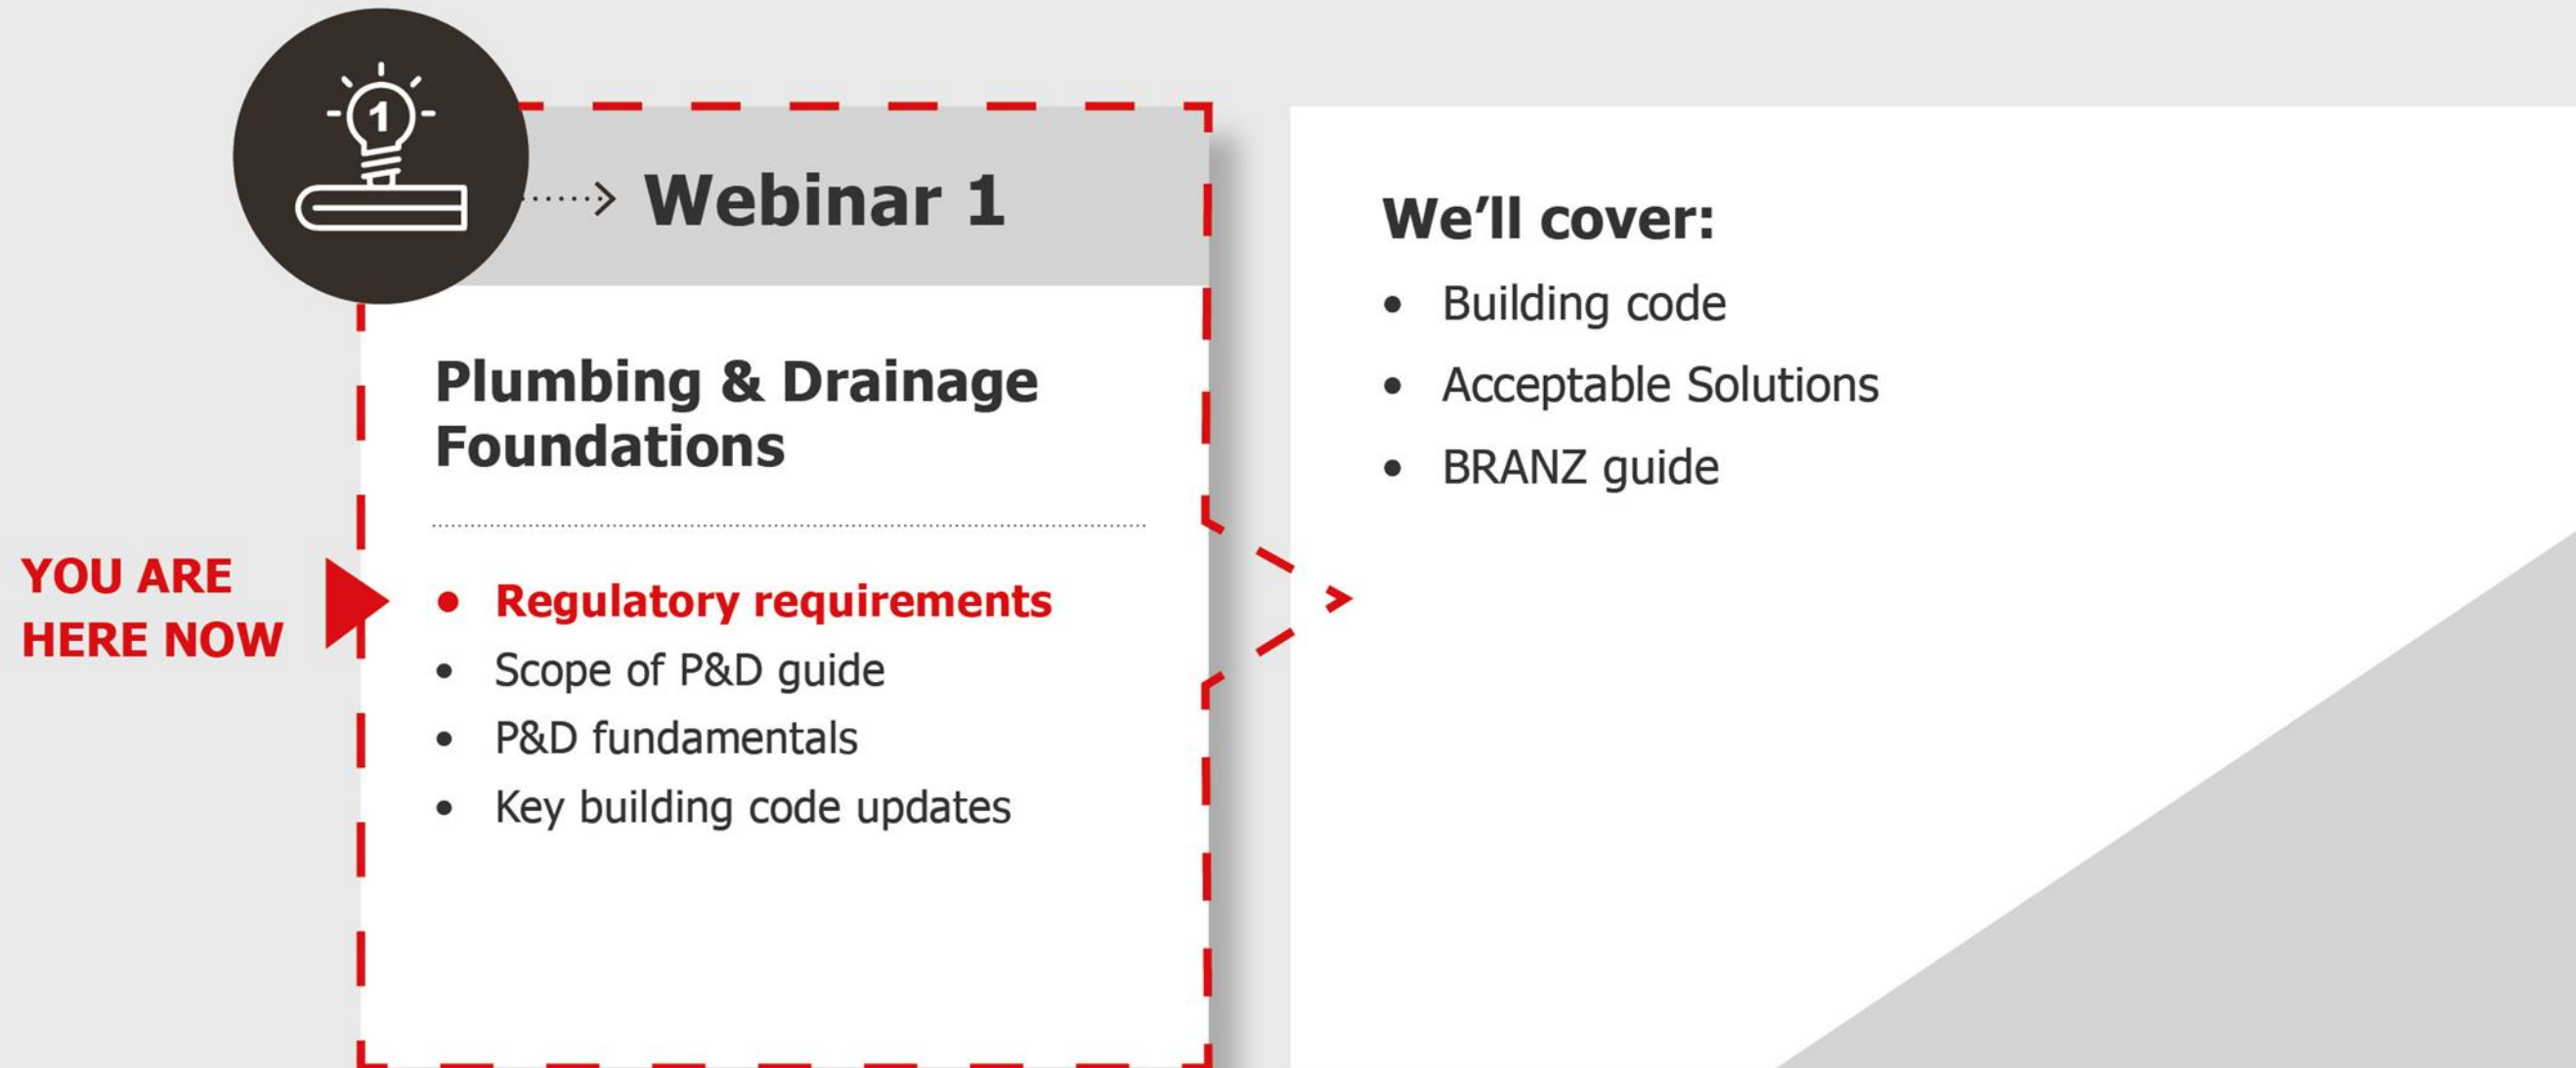 1
Webinar 1
Plumbing & Drainage
Foundations
YOU ARE
HERE NOW
• Regulatory requirements
• Scope of P&D guide
• P&D fundamentals
• Key building code updates
We’ll cover:
• Building code
• Acceptable Solutions
• BRANZ guide